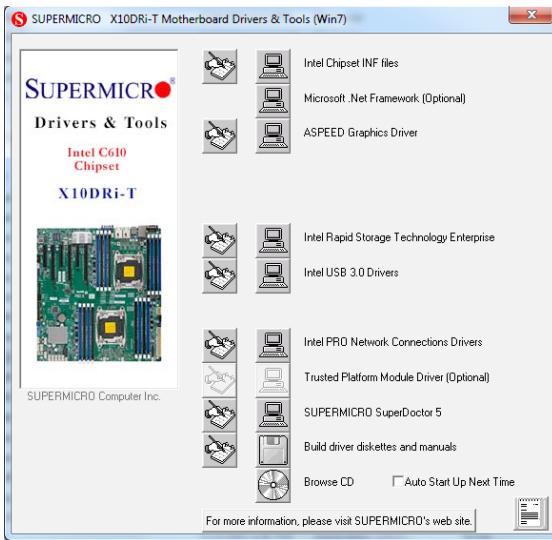 SUPERMICRO X10DRi-T Motherboard Drivers & Tools (Win7)
SUPERMICRO
Drivers & Tools
Intel C610
Chipset
X10DRi-T
SUPERMICRO Computer Inc.
Intel Chipset INF files
Microsoft .Net Framework (Optional)
ASPEED Graphics Driver
Intel Rapid Storage Technology Enterprise
Intel USB 3.0 Drivers
Intel PRO Network Connections Drivers
Trusted Platform Module Driver (Optional)
SUPERMICRO SuperDoctor 5
Build driver diskettes and manuals
Browse CD Auto Start Up Next Time
For more information, please visit SUPERMICRO's web site.